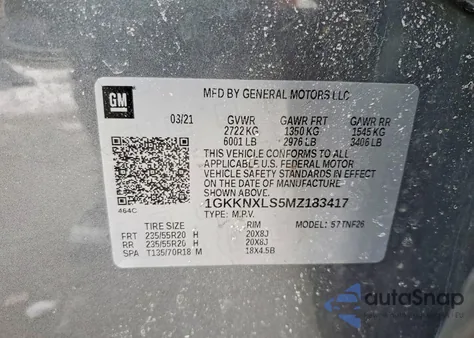 GM
MFD BY GENERAL MOTORS LLC
03/21 GVWR GAWR FRT GAWR RR
2722 KG 1350 KG 1545 KG
6001 LB 2976 LB 3406 LB
THIS VEHICLE CONFORMS TO ALL
APPLICABLE U.S. FEDERAL MOTOR
VEHICLE SAFETY STANDARDS IN
EFFECT ON THE DATE OF
MANUFACTURE SHOWN ABOVE.
464C
1GKKNXLS5MZ183417
TYPE: M.P.V.
TIRE SIZE RIM MODEL: 57TNF26
FRT 235/55R20 H 20X8J
RR 235/55R20 H 20X8J
SPA T135/70R18 M 18X4.5B
autoSnap